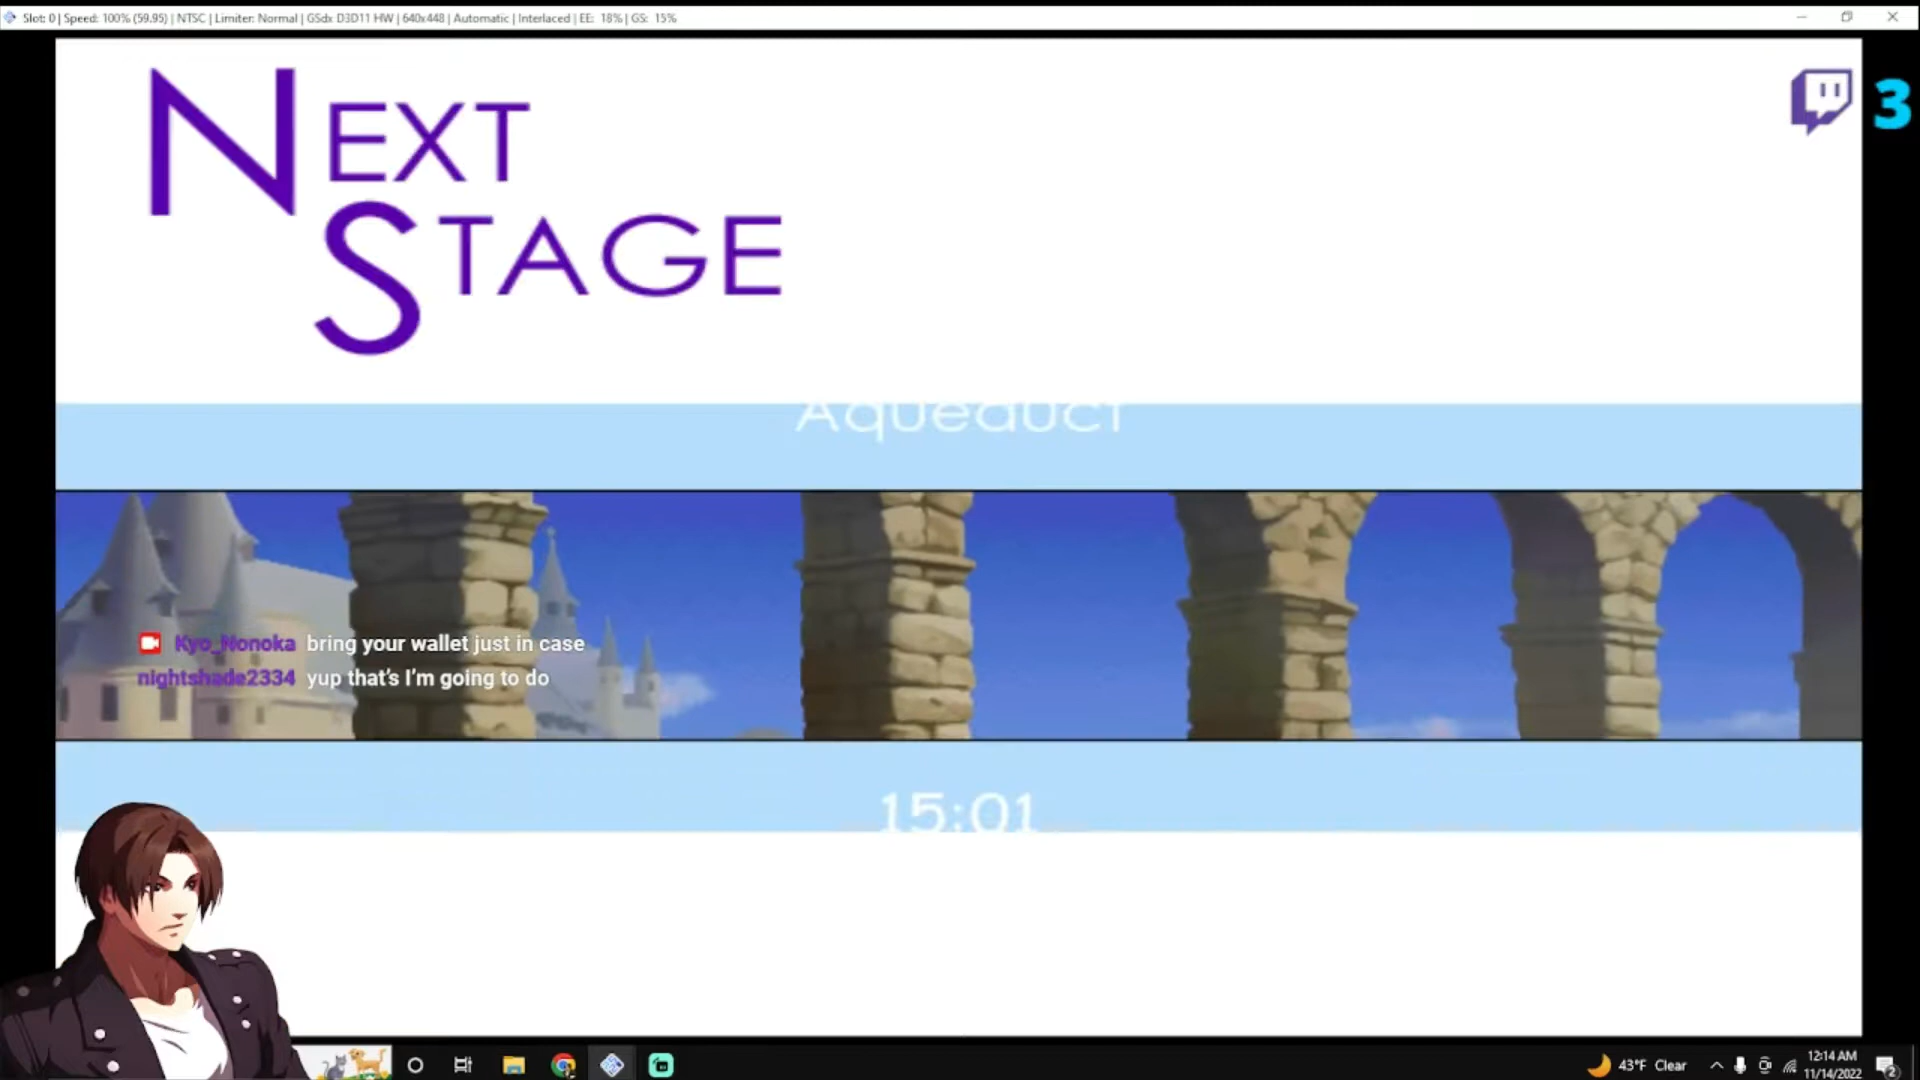 Slot: 0 | Speed: 100% (59.95) | NTSC | Limiter: Normal | GSdx D3D11 HW | 640x448 | Automatic | Interlaced | EE: 18% | GS: 15%
NEXT
STAGE
3
Aqueduct
Kyo_Nonoka bring your wallet just in case
nightshade2334 yup that's I'm going to do
15:01
43°F Clear
12:14 AM
11/14/2022
2